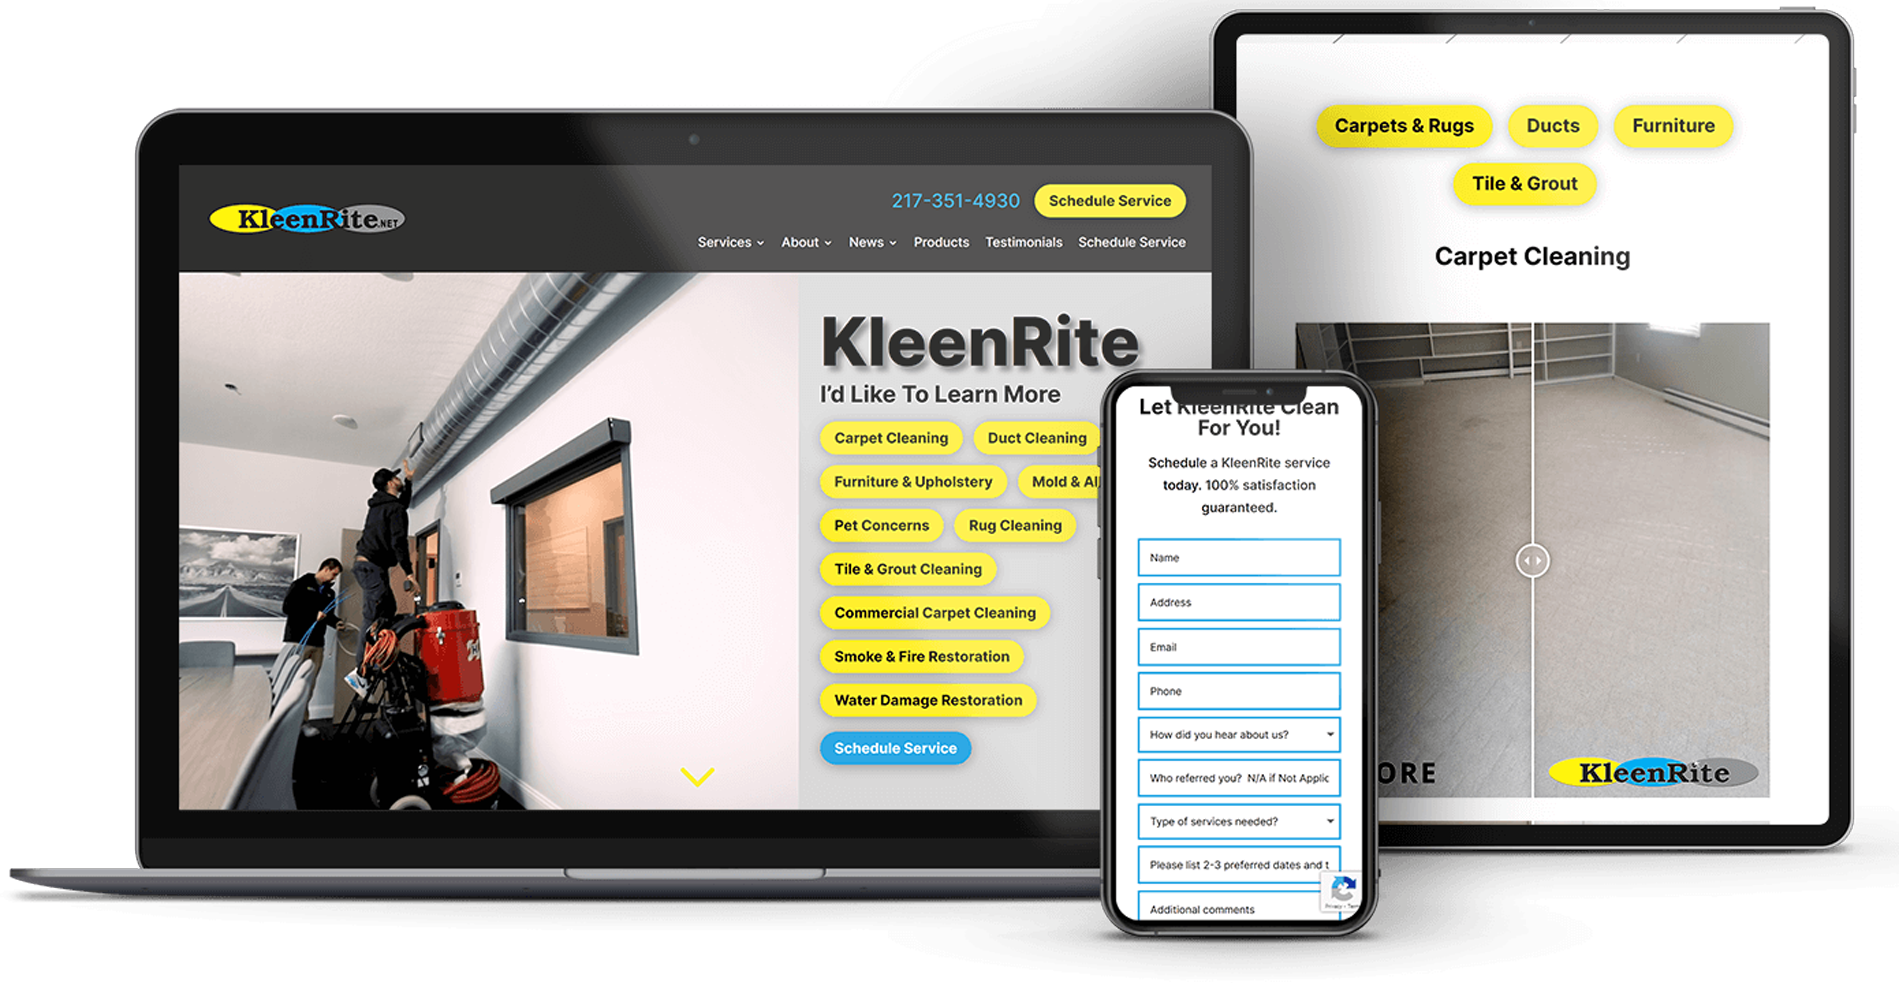 KleenRite.NET
217-351-4930
Schedule Service
Services
About
News
Products
Testimonials
Schedule Service
KleenRite
I'd Like To Learn More
Carpet Cleaning
Duct Cleaning
Furniture & Upholstery
Mold & Al
Pet Concerns
Rug Cleaning
Tile & Grout Cleaning
Commercial Carpet Cleaning
Smoke & Fire Restoration
Water Damage Restoration
Schedule Service
Let KleenRite Clean
For You!
Schedule a KleenRite service
today. 100% satisfaction
guaranteed.
Name
Address
Email
Phone
How did you hear about us?
Who referred you? N/A if Not Applic
Type of services needed?
Please list 2-3 preferred dates and t
Additional comments
Privacy - Term
Carpets & Rugs
Ducts
Furniture
Tile & Grout
Carpet Cleaning
ORE
KleenRite